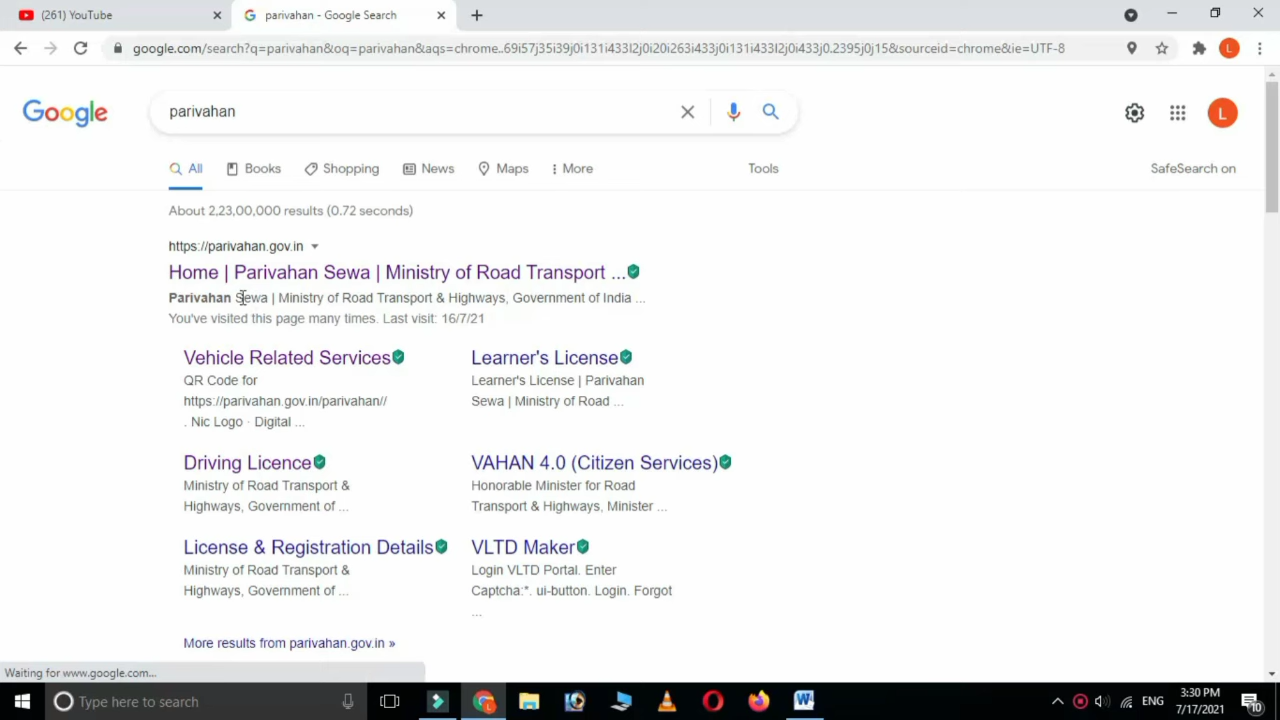 (261) YouTube
parivahan - Google Search
google.com/search?q=parivahan&oq=parivahan&aqs=chrome..69i57j35i39j0i131i433l2j0i20i263i433j0i131i433l2j0i433j0.2395j0j15&sourceid=chrome&ie=UTF-8
L
Google
parivahan
L
All
Books
Shopping
News
Maps
More
Tools
SafeSearch on
About 2,23,00,000 results (0.72 seconds)
https://parivahan.gov.in
Home | Parivahan Sewa | Ministry of Road Transport ...
Parivahan Sewa | Ministry of Road Transport & Highways, Government of India ...
You've visited this page many times. Last visit: 16/7/21
Vehicle Related Services
QR Code for
https://parivahan.gov.in/parivahan//
. Nic Logo · Digital ...
Learner's License
Learner's License | Parivahan
Sewa | Ministry of Road ...
Driving Licence
Ministry of Road Transport &
Highways, Government of ...
VAHAN 4.0 (Citizen Services)
Honorable Minister for Road
Transport & Highways, Minister ...
License & Registration Details
Ministry of Road Transport &
Highways, Government of ...
VLTD Maker
Login VLTD Portal. Enter
Captcha:*. ui-button. Login. Forgot
...
More results from parivahan.gov.in »
Waiting for www.google.com...
Type here to search
W
ENG
3:30 PM
7/17/2021
10